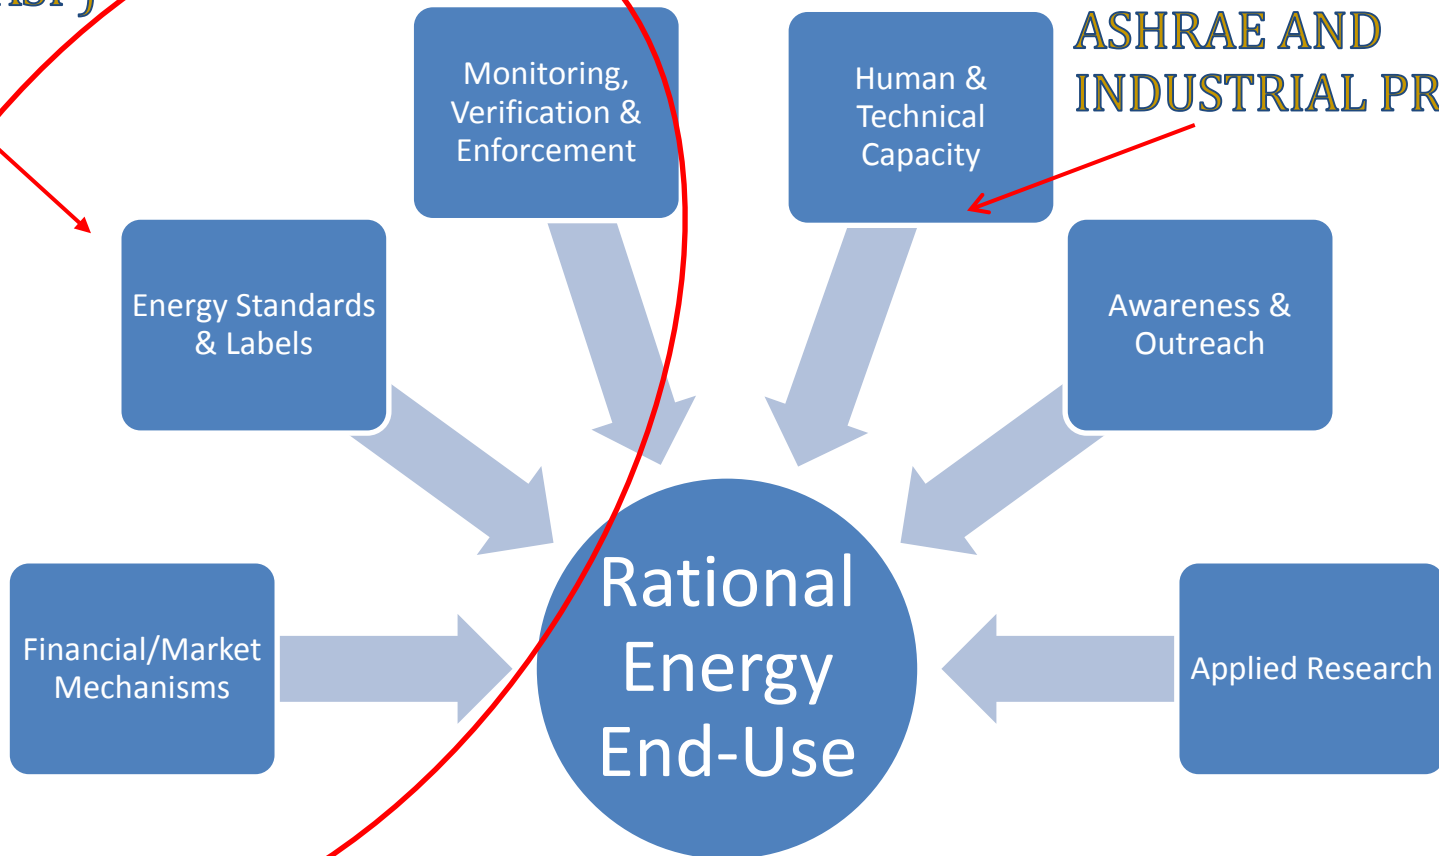 ASHRAE AND
INDUSTRIAL PR
Monitoring,
Verification &
Enforcement
Human &
Technical
Capacity
Energy Standards
& Labels
Awareness &
Outreach
Financial/Market
Mechanisms
Applied Research
Rational
Energy
End-Use